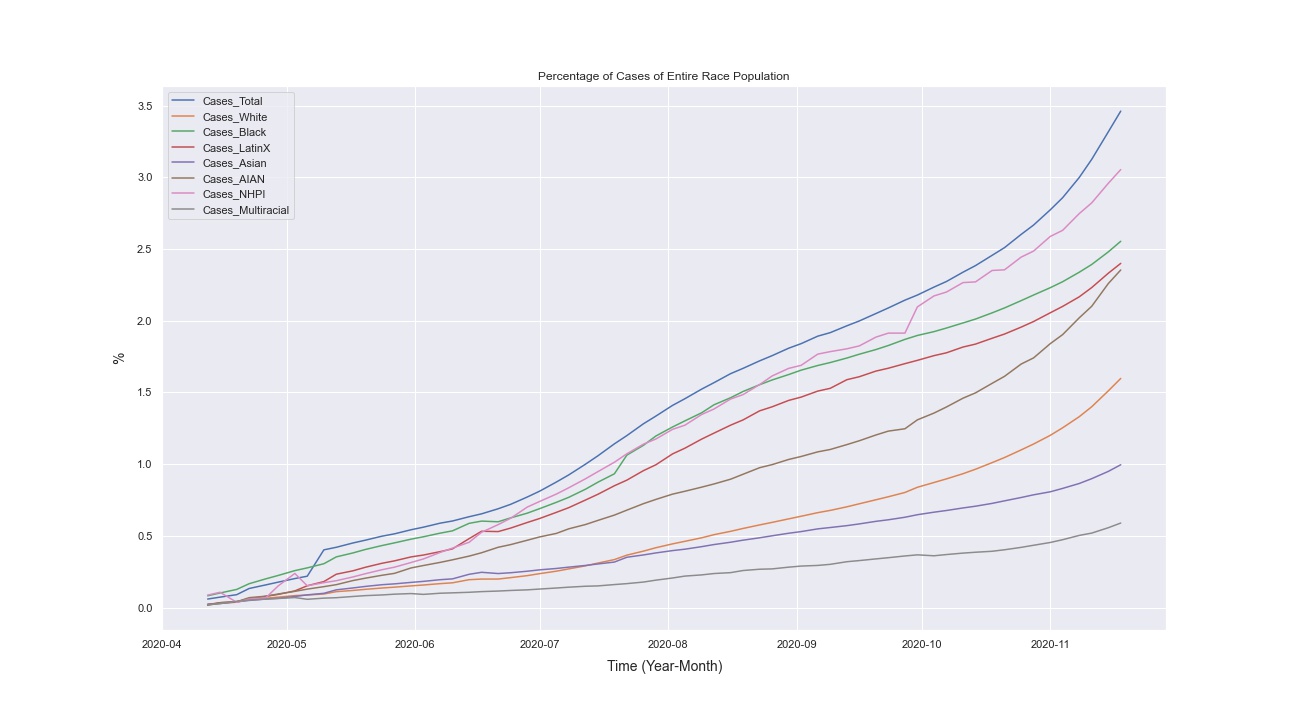 Percentage of Cases of Entire Race Population
Cases_Total
Cases_White
Cases_Black
Cases_LatinX
Cases_Asian
Cases_AIAN
Cases_NHPI
Cases_Multiracial
3.5
3.0
2.5
2.0
1.5
1.0
0.5
0.0
%
2020-04 2020-05 2020-06 2020-07 2020-08 2020-09 2020-10 2020-11
Time (Year-Month)